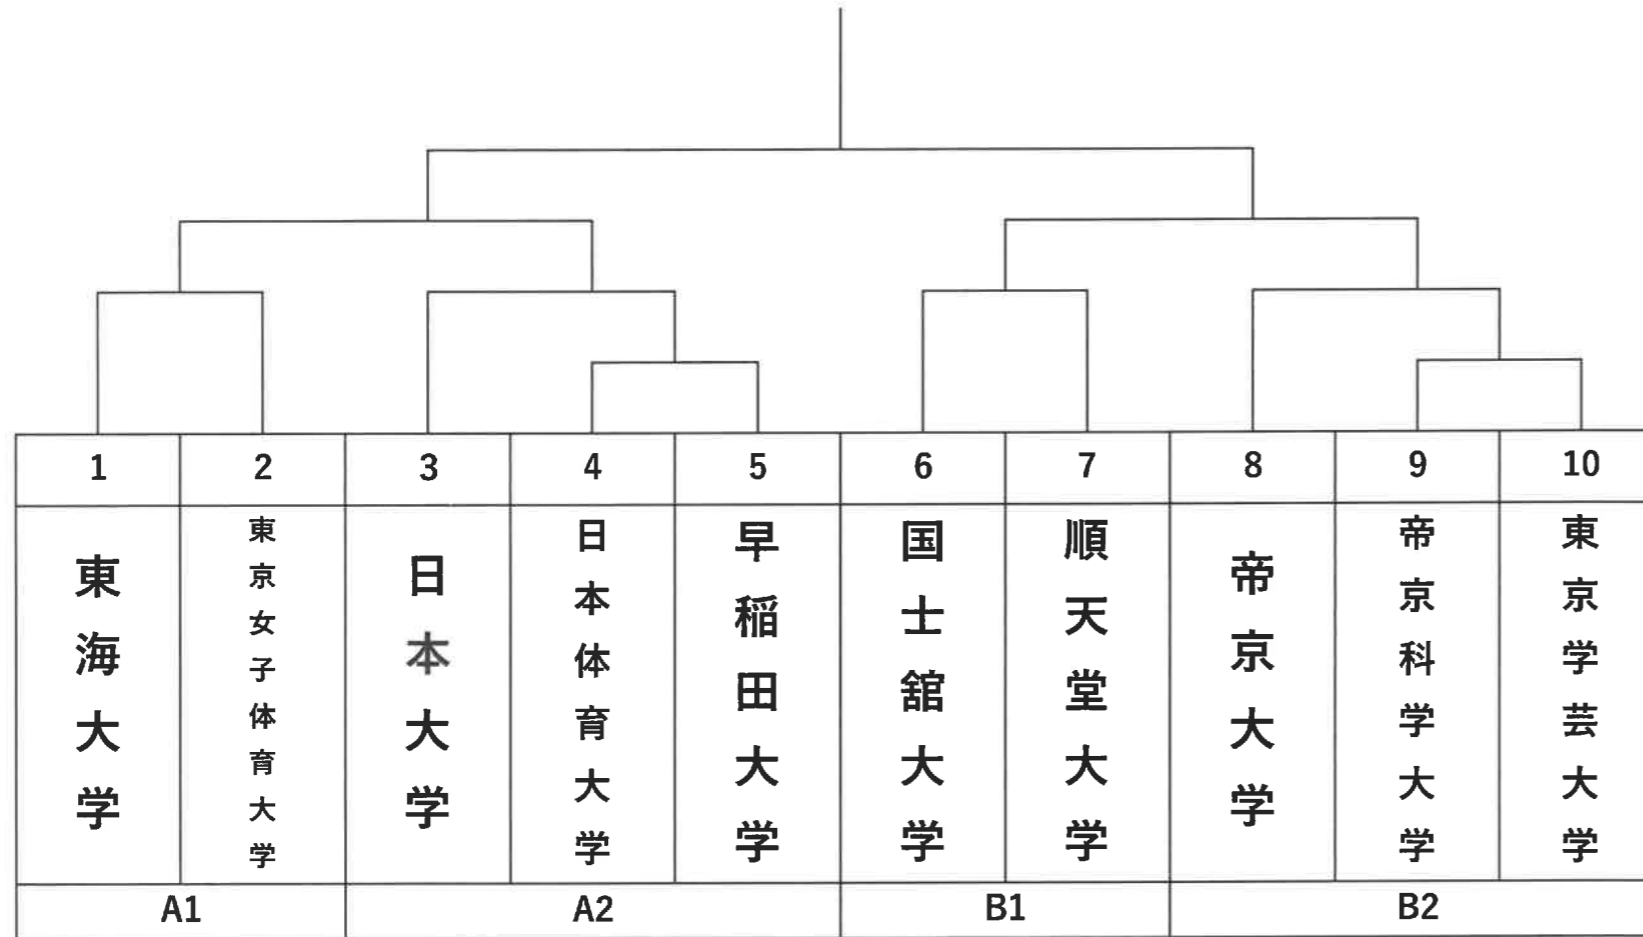 1 2 3 4 5 6 7 8 9 10
東海大学
東京女子体育大学
日本大学
日本体育大学
早稲田大学
国士舘大学
順天堂大学
帝京大学
帝京科学大学
東京学芸大学
A1 A2 B1 B2